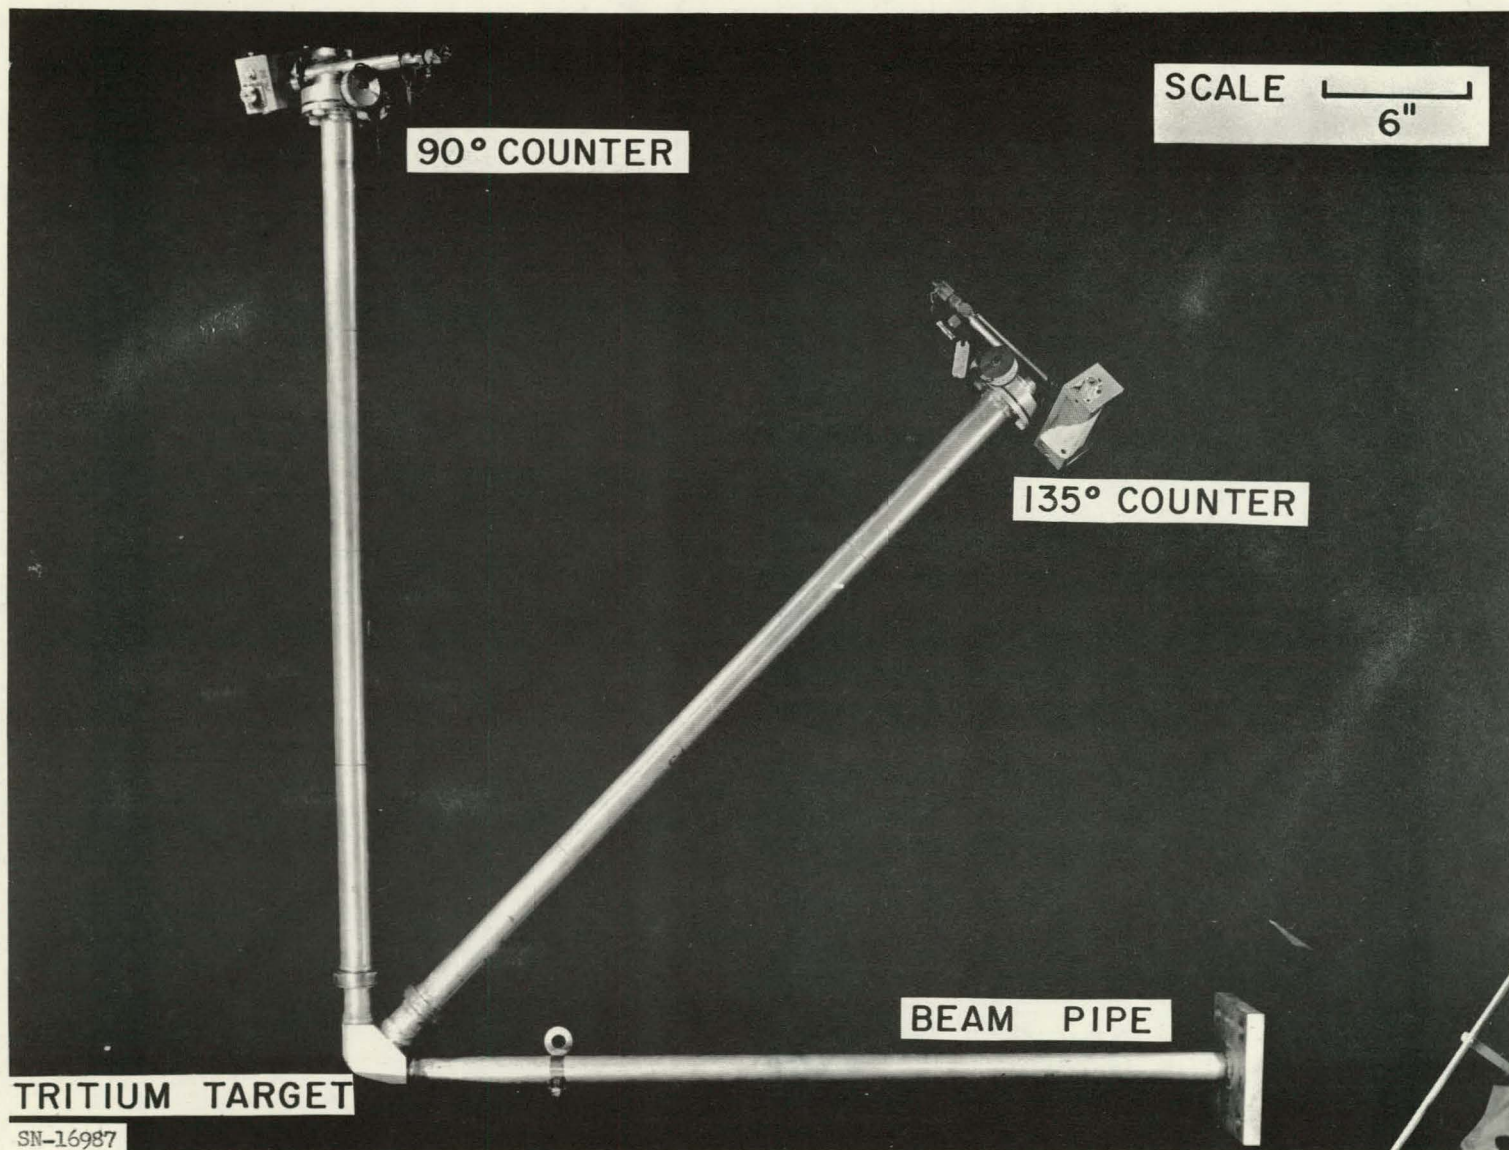 SCALE
6"
90° COUNTER
135° COUNTER
BEAM PIPE
TRITIUM TARGET
SN-16987